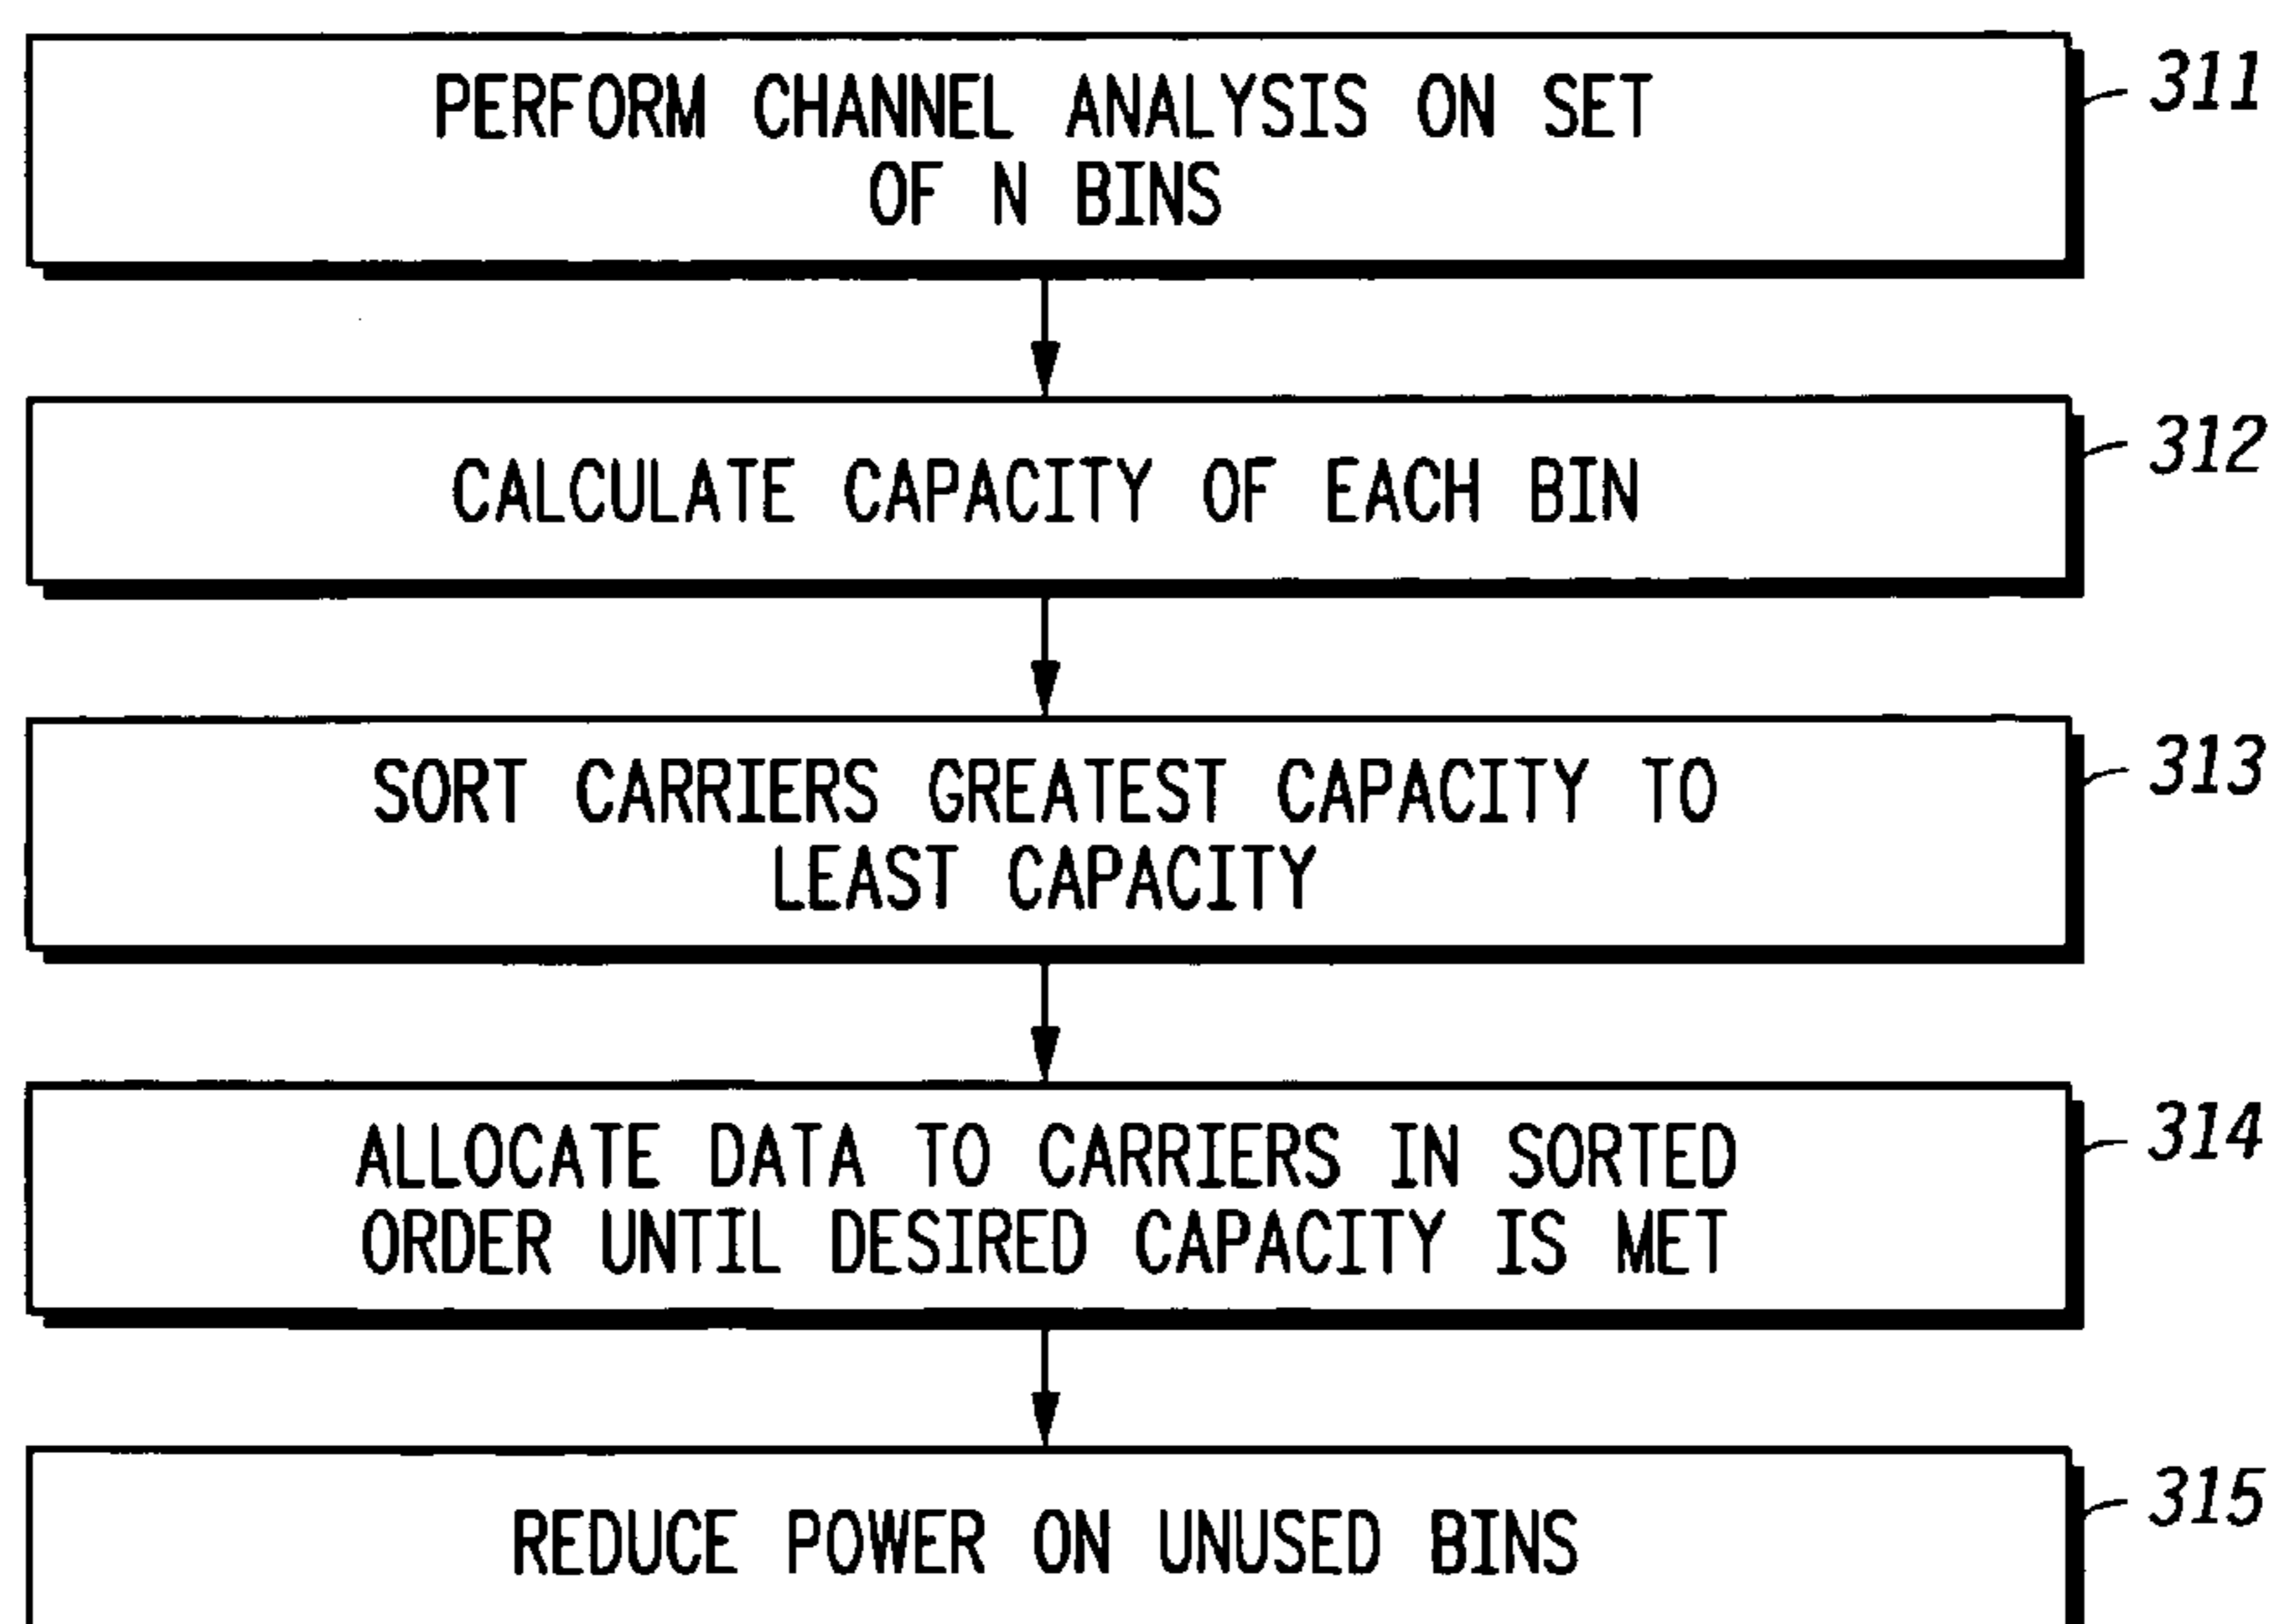 PERFORM CHANNEL ANALYSIS ON SET
OF N BINS
311
CALCULATE CAPACITY OF EACH BIN
312
SORT CARRIERS GREATEST CAPACITY TO
LEAST CAPACITY
313
ALLOCATE DATA TO CARRIERS IN SORTED
ORDER UNTIL DESIRED CAPACITY IS MET
314
REDUCE POWER ON UNUSED BINS
315